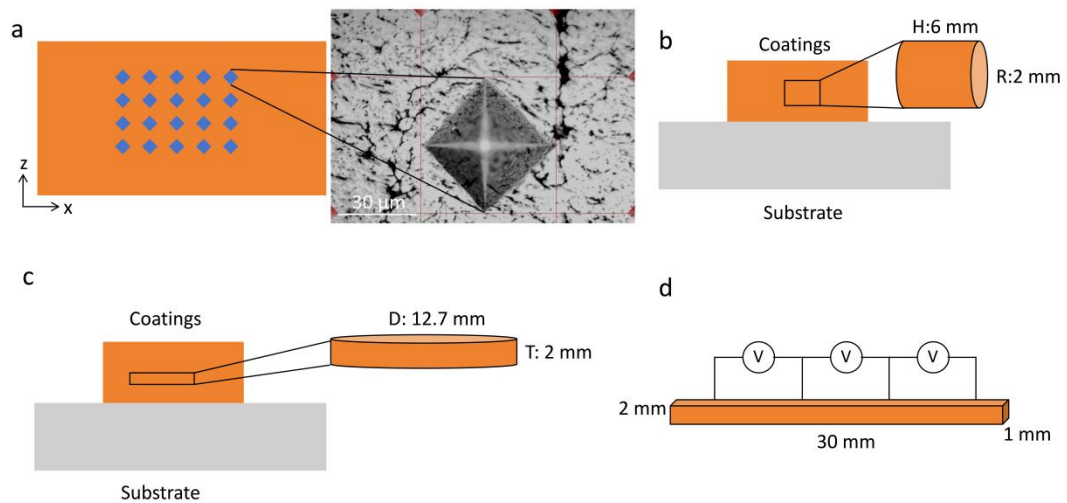 a
z
x
30 μm
b
Coatings
H:6 mm
R:2 mm
Substrate
c
Coatings
D: 12.7 mm
T: 2 mm
Substrate
d
V
V
V
2 mm
30 mm
1 mm